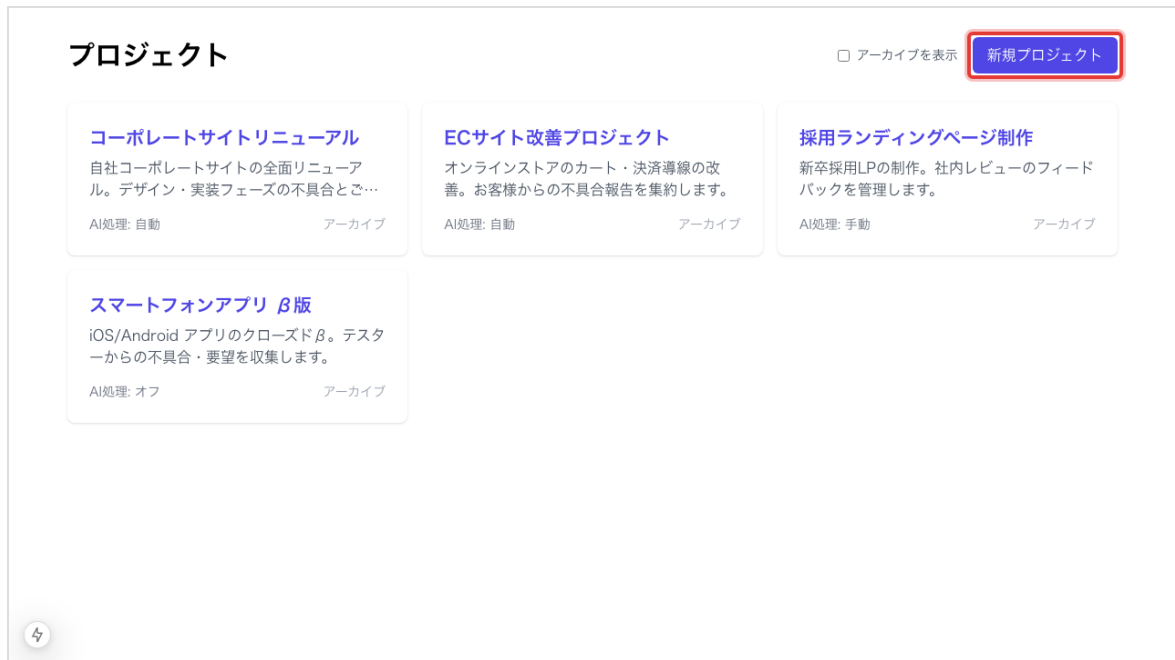 プロジェクト
アーカイブを表示
新規プロジェクト
コーポレートサイトリニューアル
自社コーポレートサイトの全面リニューア
ル。デザイン・実装フェーズの不具合とご…
AI処理: 自動
アーカイブ
ECサイト改善プロジェクト
オンラインストアのカート・決済導線の改
善。お客様からの不具合報告を集約します。
AI処理: 自動
アーカイブ
採用ランディングページ制作
新卒採用LPの制作。社内レビューのフィード
バックを管理します。
AI処理: 手動
アーカイブ
スマートフォンアプリ β版
iOS/Android アプリのクローズドβ。テスタ
ーからの不具合・要望を収集します。
AI処理: オフ
アーカイブ